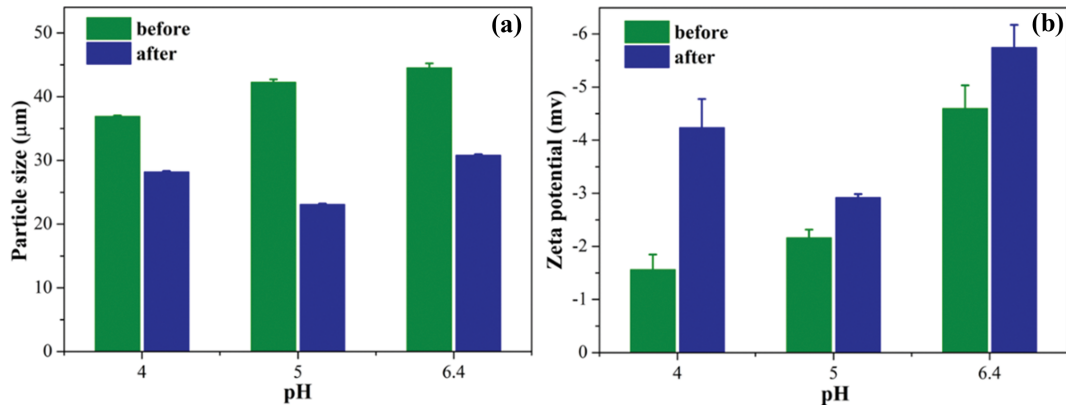 (a)
before
after
50
40
30
20
10
0
Particle size (μm)
4 5 6.4
pH
(b)
before
after
-6
-5
-4
-3
-2
-1
0
Zeta potential (mv)
4 5 6.4
pH